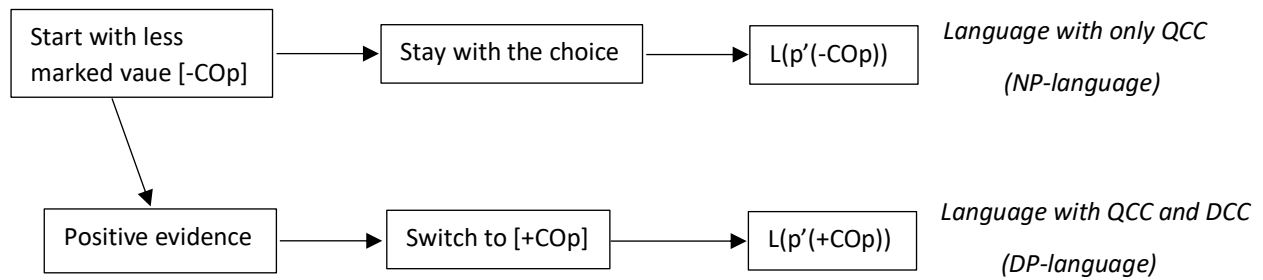 Start with less
marked vaue [-COp]
Stay with the choice
L(p’(-COp))
Language with only QCC
(NP-language)
Positive evidence
Switch to [+COp]
L(p’(+COp))
Language with QCC and DCC
(DP-language)